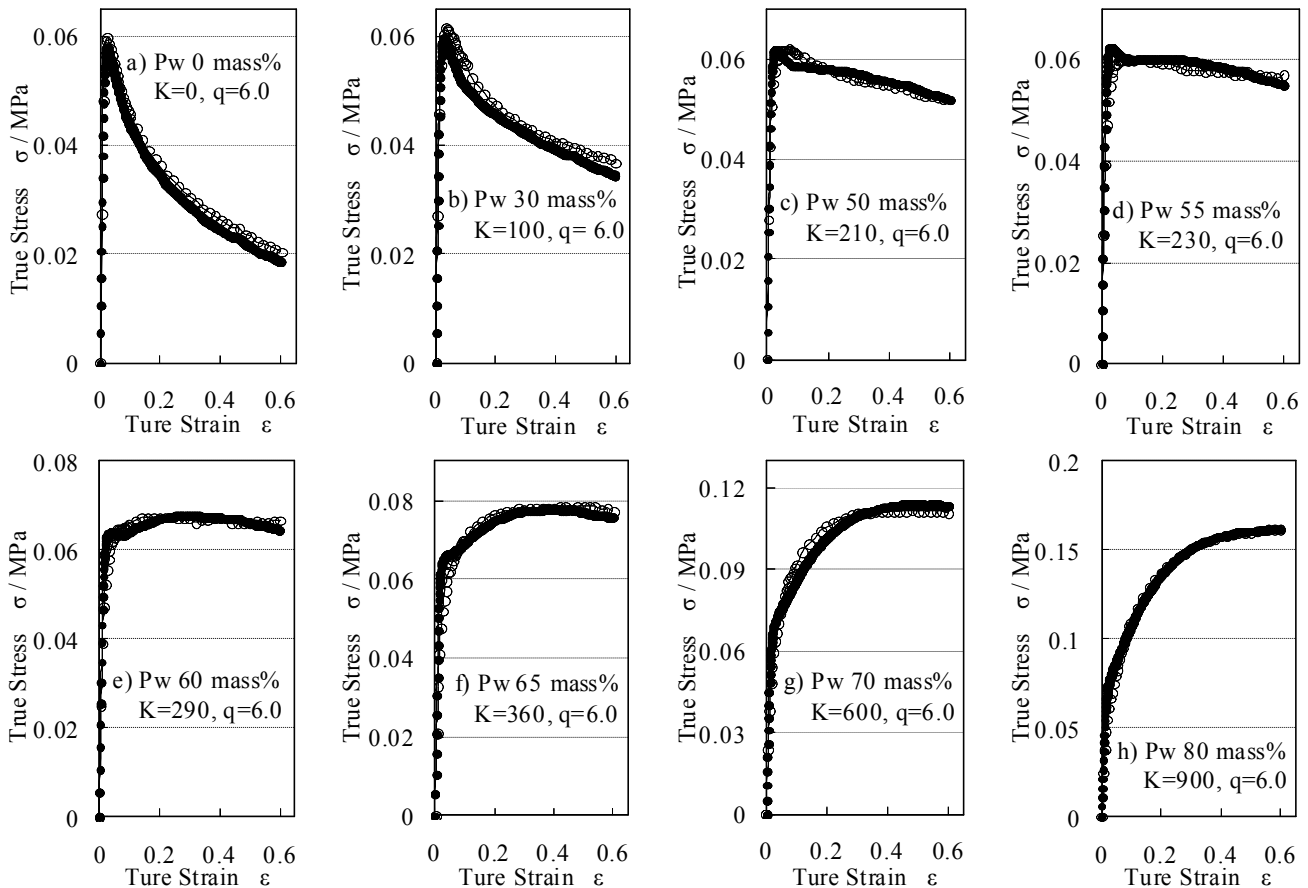 True Stress σ / MPa
0.06
0.04
0.02
0
a) Pw 0 mass%
K=0, q=6.0
0 0.2 0.4 0.6
Ture Strain ε
True Stress σ / MPa
0.06
0.04
0.02
0
b) Pw 30 mass%
K=100, q= 6.0
0 0.2 0.4 0.6
Ture Strain ε
True Stress σ / MPa
0.06
0.04
0.02
0
c) Pw 50 mass%
K=210, q=6.0
0 0.2 0.4 0.6
Ture Strain ε
True Stress σ / MPa
0.06
0.04
0.02
0
d) Pw 55 mass%
K=230, q=6.0
0 0.2 0.4 0.6
Ture Strain ε
True Stress σ / MPa
0.08
0.06
0.04
0.02
0
e) Pw 60 mass%
K=290, q=6.0
0 0.2 0.4 0.6
Ture Strain ε
True Stress σ / MPa
0.08
0.06
0.04
0.02
0
f) Pw 65 mass%
K=360, q=6.0
0 0.2 0.4 0.6
Ture Strain ε
True Stress σ / MPa
0.12
0.09
0.06
0.03
0
g) Pw 70 mass%
K=600, q=6.0
0 0.2 0.4 0.6
Ture Strain ε
True Stress σ / MPa
0.2
0.15
0.1
0.05
0
h) Pw 80 mass%
K=900, q=6.0
0 0.2 0.4 0.6
Ture Strain ε